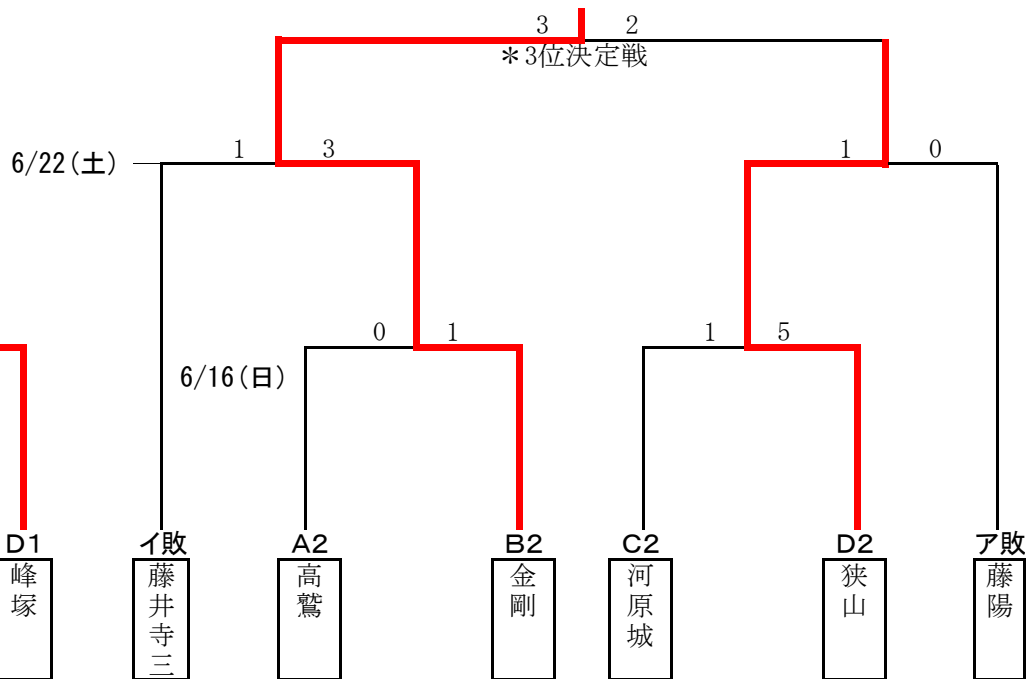 3 2
*3位決定戦
6/22(土) 1 3 1 0
0 1 1 5
6/16(日)
D1 イ敗 A2 B2 C2 D2 ア敗
峰塚
藤井寺三
高鷲
金剛
河原城
狭山
藤陽